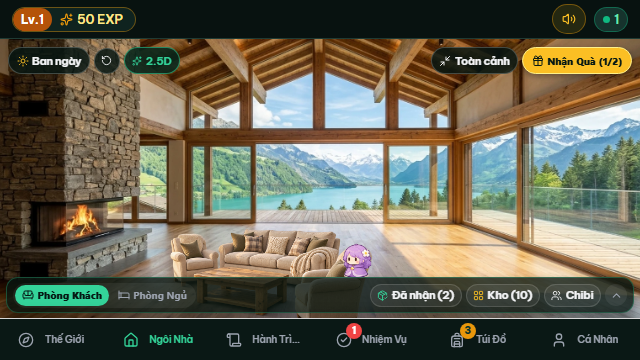 Lv.1 50 EXP 1
Ban ngày 2.5D Toàn cảnh Nhận Quà (1/2)
Phòng Khách Phòng Ngủ Đã nhận (2) Kho (10) Chibi
Thế Giới Ngôi Nhà Hành Trì... 1 Nhiệm Vụ 3 Túi Đồ Cá Nhân